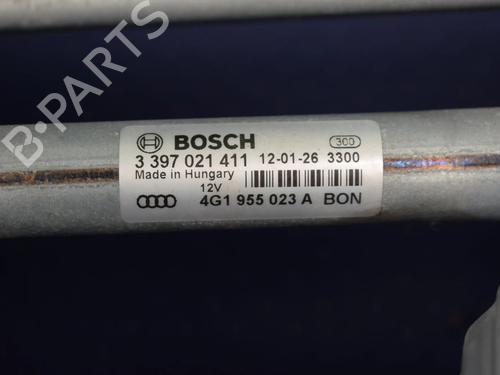 B-PARTS
BOSCH 300
3 397 021 411 12-01-26 3300
Made in Hungary
12V
4G1 955 023 A BON